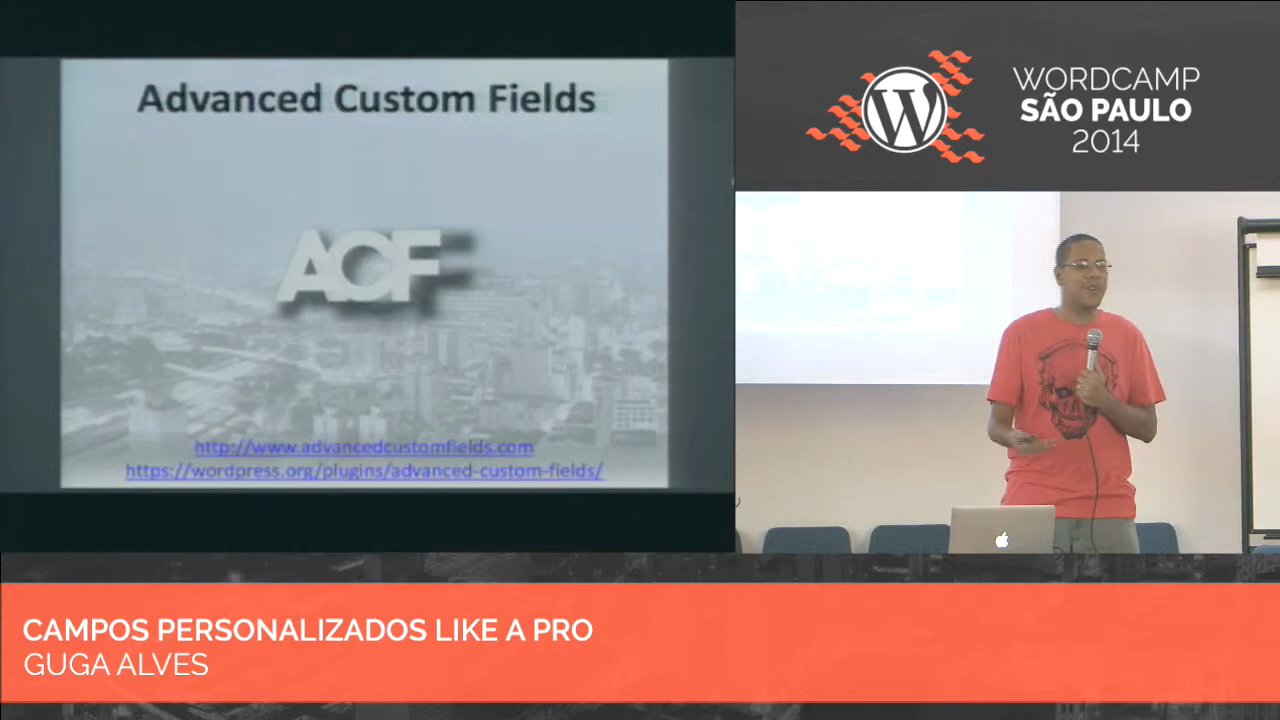 Advanced Custom Fields
ACF
http://www.advancedcustomfields.com
https://wordpress.org/plugins/advanced-custom-fields/
WORDCAMP
SÃO PAULO
2014
CAMPOS PERSONALIZADOS LIKE A PRO
GUGA ALVES